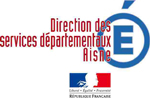 Direction des
services départementaux
Aisne
É
Liberté • Égalité • Fraternité
RÉPUBLIQUE FRANÇAISE